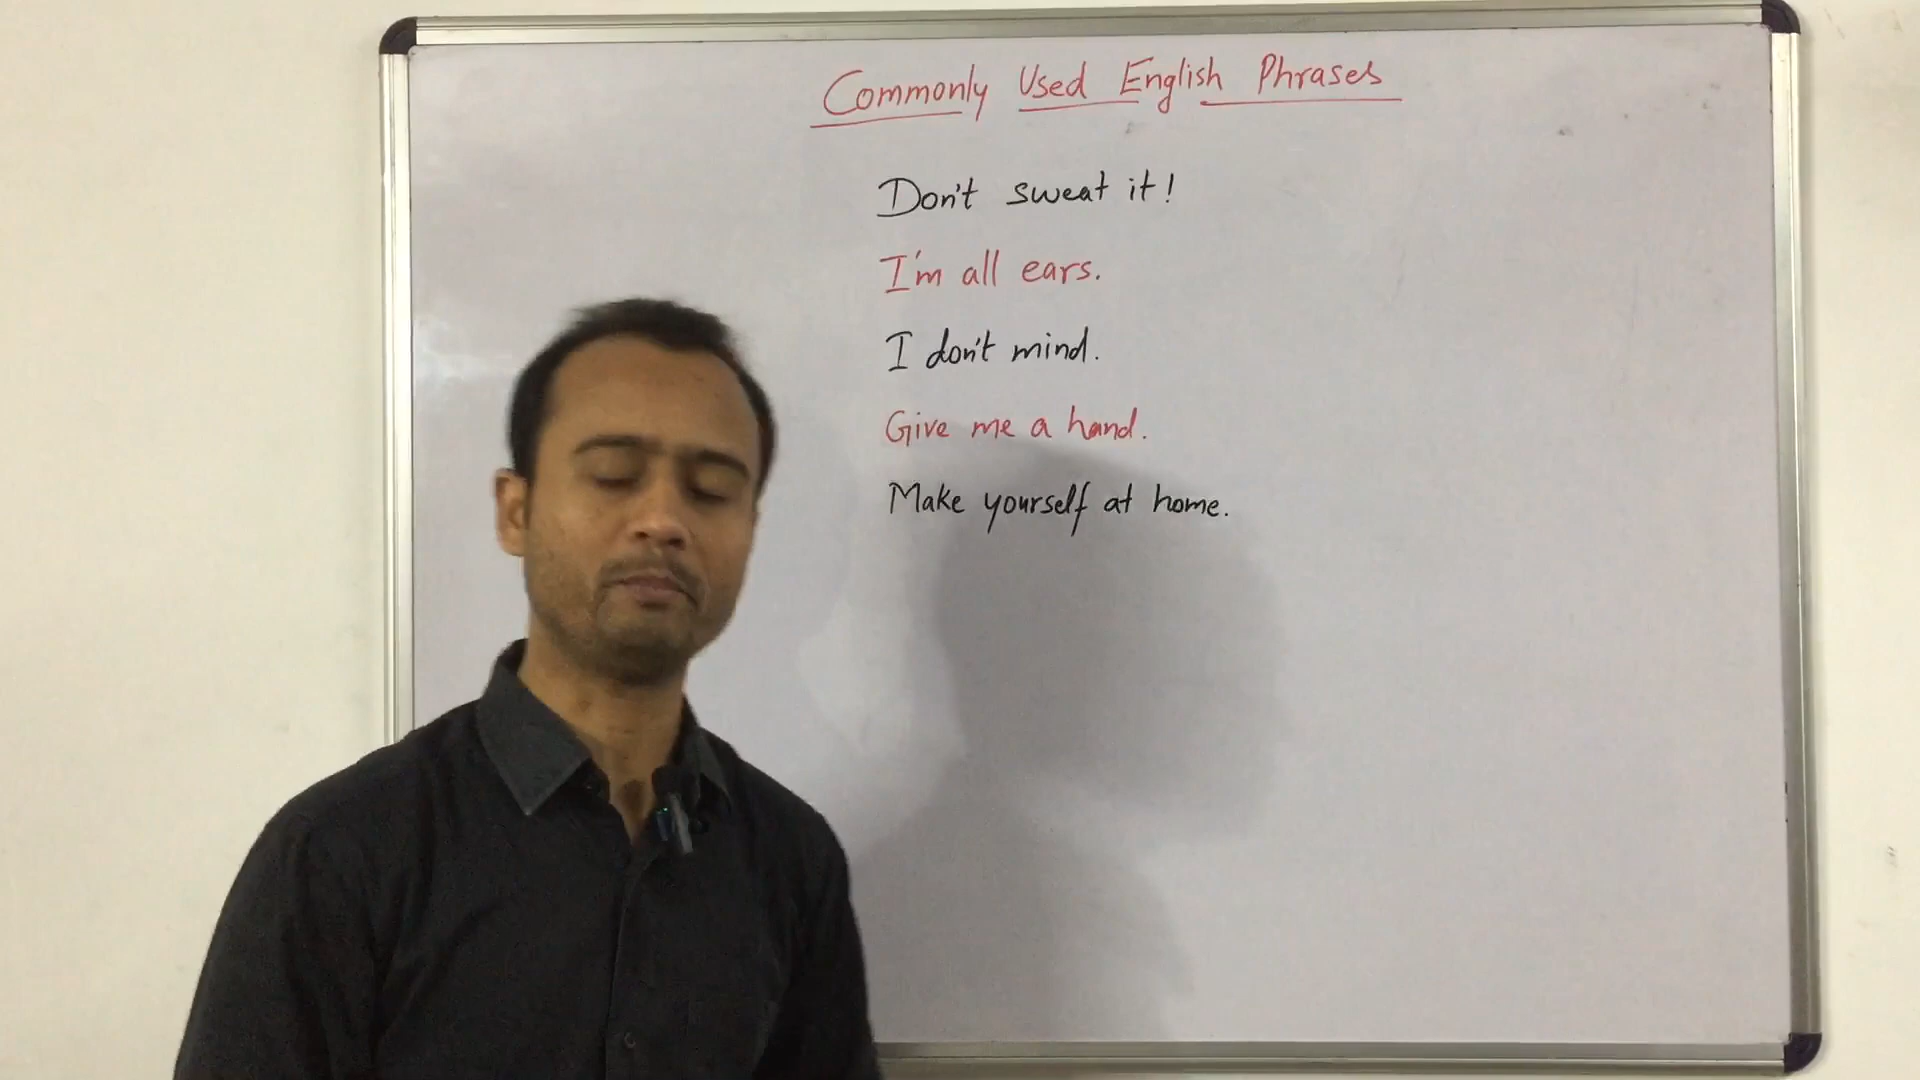 Commonly Used English Phrases
Don't sweat it!
I'm all ears.
I don't mind.
Give me a hand.
Make yourself at home.